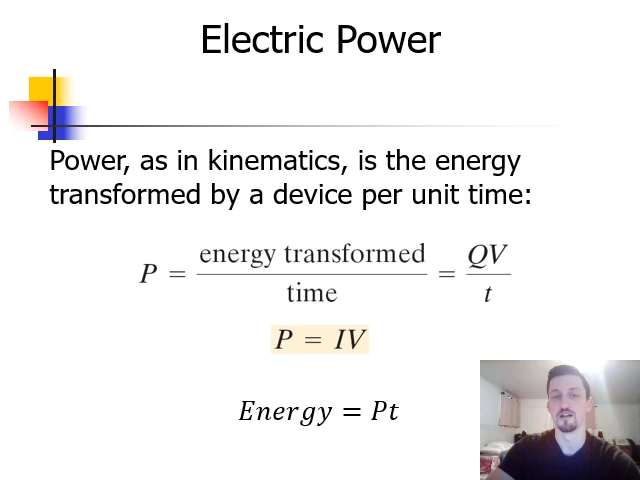 Electric Power
Power, as in kinematics, is the energy
transformed by a device per unit time:
P = energy transformed / time = QV / t
P = IV
Energy = Pt